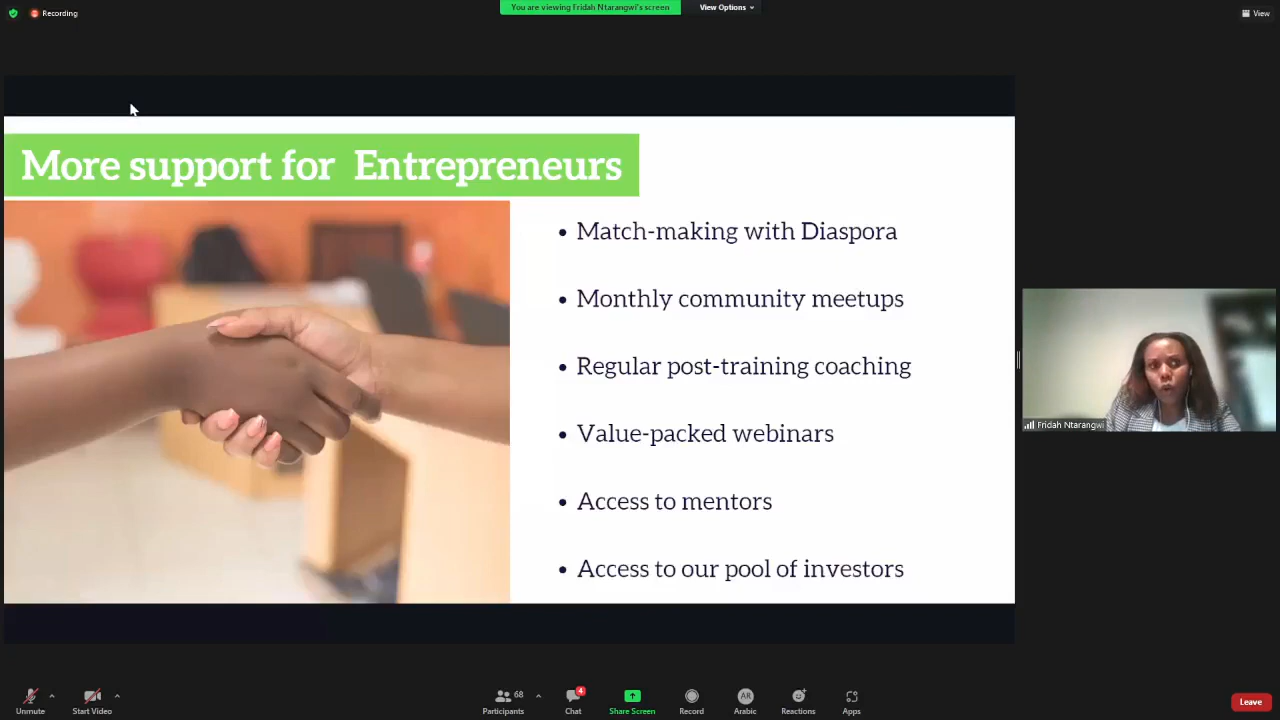 Recording
You are viewing Fridah Ntarangwi's screen
View Options
View
More support for Entrepreneurs
• Match-making with Diaspora
• Monthly community meetups
• Regular post-training coaching
• Value-packed webinars
• Access to mentors
• Access to our pool of investors
Fridah Ntarangwi
68
4
AR
Unmute
Start Video
Participants
Chat
Share Screen
Record
Arabic
Reactions
Apps
Leave